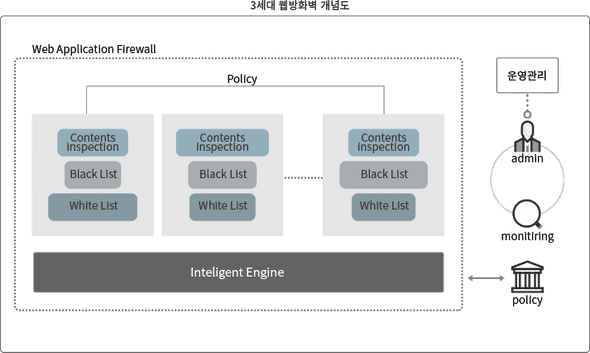 3세대 웹방화벽 개념도
Web Application Firewall
Policy
운영관리
Contents
inspection
Black List
White List
Contents
inspection
Black List
White List
Contents
inspection
Black List
White List
admin
monitiring
Inteligent Engine
policy